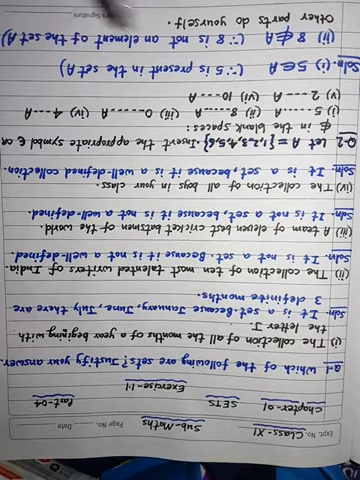 Expt. No. Class-XI
Page No.
Date
Sub-Maths
Chapter-01 SETS Part-01
Exercise-1.1
Q-1 Which of the following are sets? Justify your answer.
(i) The collection of all the months of a year begining with
the letter J.
Soln. It is a set. Because January, June, July there are
3 definite months.
(ii) The collection of ten most talented writers of India
Soln. It is not a set. Because it is not a well defined.
(iii) A team of eleven best cricket batsmen of the world.
Soln. It is not a set, because it is not a well-defined.
(iv) The collection of all boys in your class.
Soln. It is a set, because it is a well-defined collection.
Q-2 Let A = {1,2,3,4,5,6}. Insert the appropriate symbol ∈ or
∉ in the blank spaces:
(i) 5.....A (ii) 8.....A (iii) 0.....A (iv) 4....A
(v) 2.....A (vi) 10....A
Soln. (i) 5∈A (∵ 5 is present in the set A)
(ii) 8∉A (∵ 8 is not an element of the set A)
Other parts do yourself.